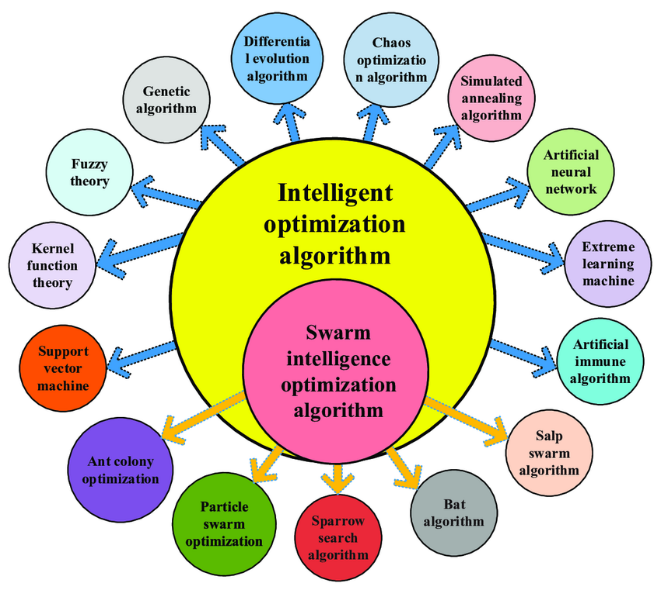 Differentia
l evolution
algorithm
Chaos
optimizatio
n algorithm
Genetic
algorithm
Simulated
annealing
algorithm
Fuzzy
theory
Artificial
neural
network
Intelligent
optimization
algorithm
Kernel
function
theory
Extreme
learning
machine
Swarm
intelligence
optimization
algorithm
Support
vector
machine
Artificial
immune
algorithm
Ant colony
optimization
Salp
swarm
algorithm
Particle
swarm
optimization
Sparrow
search
algorithm
Bat
algorithm